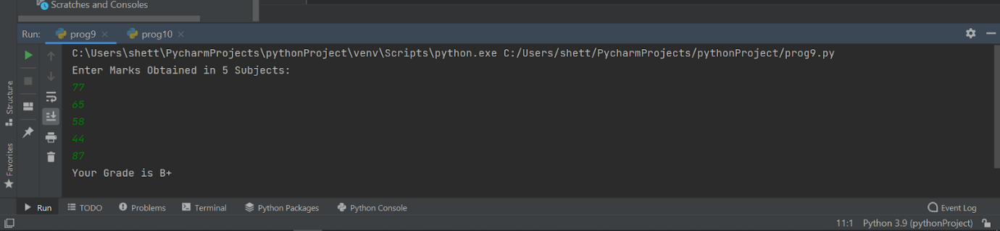 Scratches and Consoles
Run: prog9 prog10
C:\Users\shett\PycharmProjects\pythonProject\venv\Scripts\python.exe C:/Users/shett/PycharmProjects/pythonProject/prog9.py
Enter Marks Obtained in 5 Subjects:
77
65
58
44
87
Your Grade is B+
Structure
Favorites
Run TODO Problems Terminal Python Packages Python Console Event Log
11:1 Python 3.9 (pythonProject)